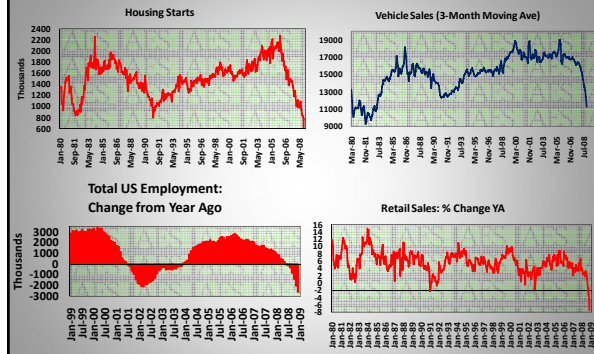 Housing Starts
Thousands
2400
2200
2000
1800
1600
1400
1200
1000
800
600
Jan-80
Sep-81
May-83
Jan-85
Sep-86
May-88
Jan-90
Sep-91
May-93
Jan-95
Sep-96
May-98
Jan-00
Sep-01
May-03
Jan-05
Sep-06
May-08
Vehicle Sales (3-Month Moving Ave)
19000
17000
15000
13000
11000
9000
Mar-80
Nov-81
Jul-83
Mar-85
Nov-86
Jul-88
Mar-90
Nov-91
Jul-93
Mar-95
Nov-96
Jul-98
Mar-00
Nov-01
Jul-03
Mar-05
Nov-06
Jul-08
Total US Employment:
Change from Year Ago
Thousands
3000
2000
1000
0
-1000
-2000
-3000
Jan-99
Jul-99
Jan-00
Jul-00
Jan-01
Jul-01
Jan-02
Jul-02
Jan-03
Jul-03
Jan-04
Jul-04
Jan-05
Jul-05
Jan-06
Jul-06
Jan-07
Jul-07
Jan-08
Jul-08
Jan-09
Retail Sales: % Change YA
16
14
12
10
8
6
4
2
0
-2
-4
-6
-8
Jan-80
Jan-81
Jan-82
Jan-83
Jan-84
Jan-85
Jan-86
Jan-87
Jan-88
Jan-89
Jan-90
Jan-91
Jan-92
Jan-93
Jan-94
Jan-95
Jan-96
Jan-97
Jan-98
Jan-99
Jan-00
Jan-01
Jan-02
Jan-03
Jan-04
Jan-05
Jan-06
Jan-07
Jan-08
Jan-09